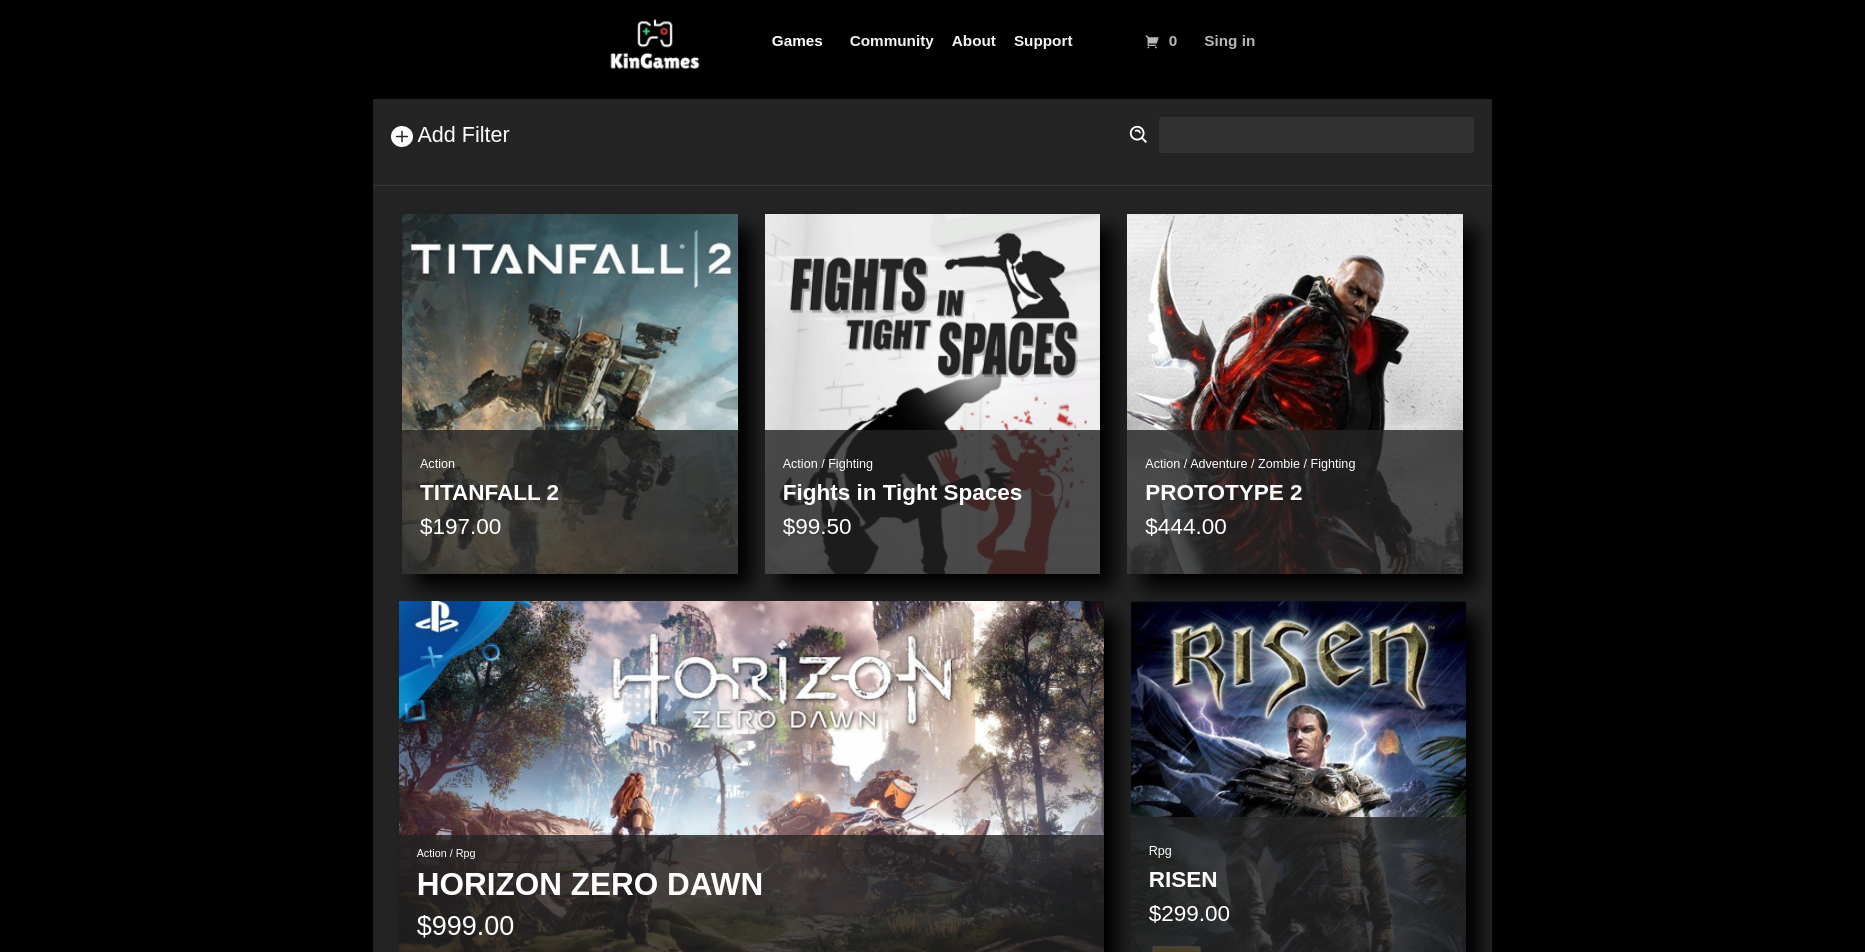 KinGames
Games Community About Support
0 Sing in
Add Filter
TITANFALL 2
Action
TITANFALL 2
$197.00
FIGHTS IN
TIGHT SPACES
Action / Fighting
Fights in Tight Spaces
$99.50
Action / Adventure / Zombie / Fighting
PROTOTYPE 2
$444.00
HORIZON
ZERO DAWN
Action / Rpg
HORIZON ZERO DAWN
$999.00
RISEN™
Rpg
RISEN
$299.00